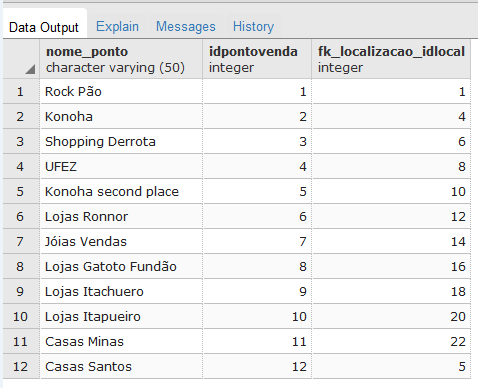 Data Output Explain Messages History
nome_ponto idpontovenda fk_localizacao_idlocal
character varying (50) integer integer
1 Rock Pão 1 1
2 Konoha 2 4
3 Shopping Derrota 3 6
4 UFEZ 4 8
5 Konoha second place 5 10
6 Lojas Ronnor 6 12
7 Jóias Vendas 7 14
8 Lojas Gatoto Fundão 8 16
9 Lojas Itachuero 9 18
10 Lojas Itapueiro 10 20
11 Casas Minas 11 22
12 Casas Santos 12 5